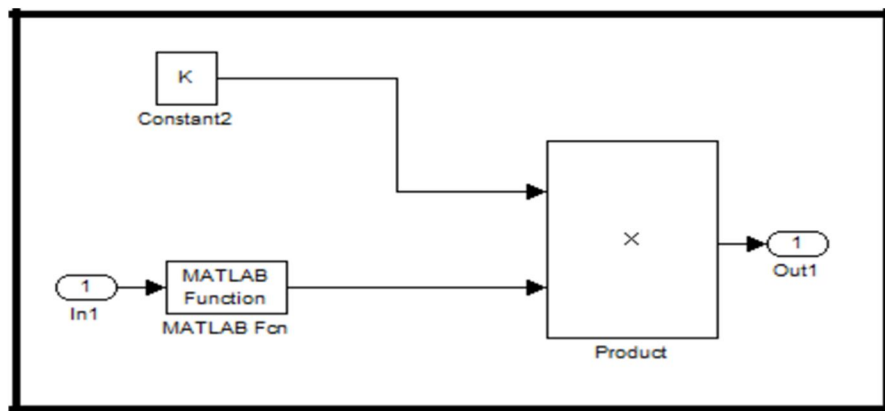 K
Constant2
1
In1
MATLAB
Function
MATLAB Fcn
×
Product
1
Out1